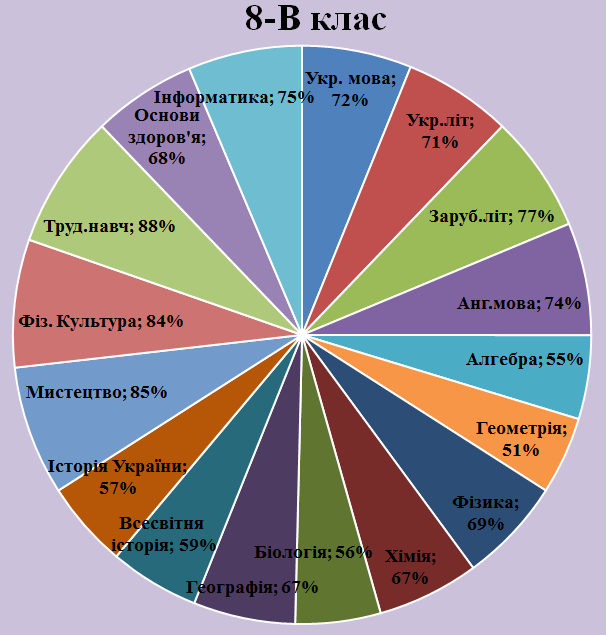 8-В клас
Укр. мова;
72%
Укр.літ;
71%
Заруб.літ; 77%
Анг.мова; 74%
Алгебра; 55%
Геометрія;
51%
Фізика;
69%
Хімія;
67%
Біологія; 56%
Географія; 67%
Всесвітня
історія; 59%
Історія України;
57%
Мистецтво; 85%
Фіз. Культура; 84%
Труд.навч; 88%
Основи
здоров'я;
68%
Інформатика; 75%